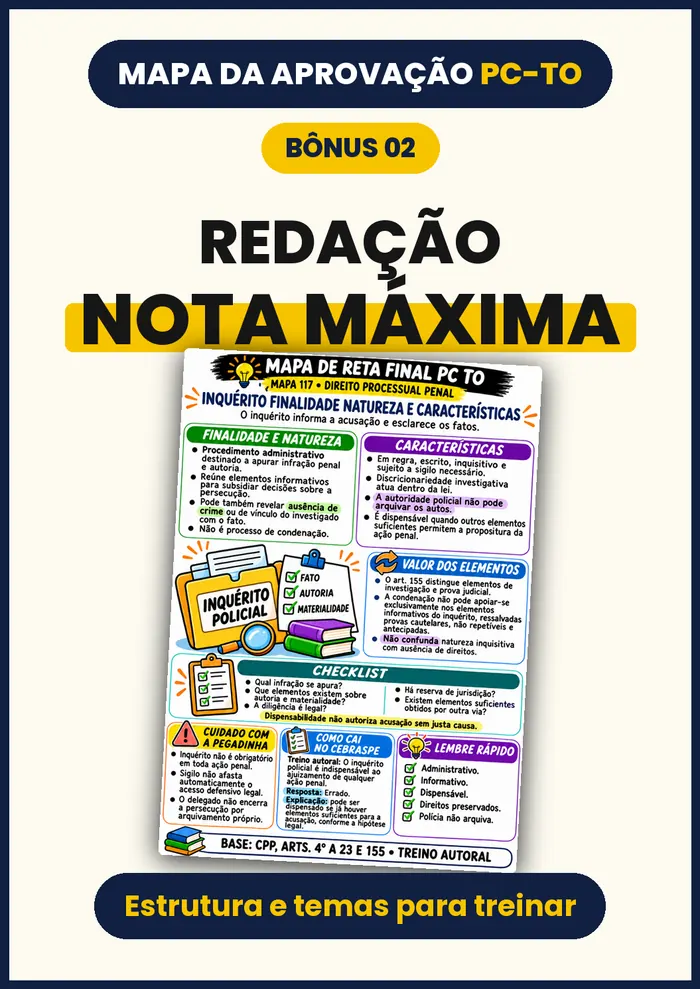 MAPA DA APROVAÇÃO PC-TO
BÔNUS 02
REDAÇÃO
NOTA MÁXIMA
MAPA DE RETA FINAL PC TO
MAPA 117 • DIREITO PROCESSUAL PENAL
INQUÉRITO FINALIDADE NATUREZA E CARACTERÍSTICAS
O inquérito informa a acusação e esclarece os fatos.
FINALIDADE E NATUREZA
• Procedimento administrativo
destinado a apurar infração penal
e autoria.
• Reúne elementos informativos
para subsidiar decisões sobre a
persecução.
• Pode também revelar ausência de
crime ou de vínculo do investigado
com o fato.
• Não é processo de condenação.
CARACTERÍSTICAS
• Em regra, escrito, inquisitivo e
sujeito a sigilo necessário.
• Discricionariedade investigativa
atua dentro da lei.
• A autoridade policial não pode
arquivar os autos.
• É dispensável quando outros elementos
suficientes permitem a propositura da
ação penal.
INQUÉRITO
POLICIAL
FATO
AUTORIA
MATERIALIDADE
VALOR DOS ELEMENTOS
• O art. 155 distingue elementos de
investigação e prova judicial.
• A condenação não pode apoiar-se
exclusivamente nos elementos
informativos do inquérito, ressalvadas
provas cautelares, não repetíveis e
antecipadas.
• Não confunda natureza inquisitiva
com ausência de direitos.
CHECKLIST
• Qual infração se apura?
• Que elementos existem sobre
autoria e materialidade?
• A diligência é legal?
• Há reserva de jurisdição?
• Existem elementos suficientes
obtidos por outra via?
Dispensabilidade não autoriza acusação sem justa causa.
CUIDADO COM
A PEGADINHA
• Inquérito não é obrigatório
em toda ação penal.
• Sigilo não afasta
automaticamente o
acesso defensivo legal.
• O delegado não encerra
a persecução por
arquivamento próprio.
COMO CAI
NO CEBRASPE
Treino autoral: O inquérito
policial é indispensável ao
ajuizamento de qualquer
ação penal.
Resposta: Errado.
Explicação: pode ser
dispensado se já houver
elementos suficientes para a
acusação, conforme a hipótese
legal.
LEMBRE RÁPIDO
Administrativo.
Informativo.
Dispensável.
Direitos preservados.
Polícia não arquiva.
BASE: CPP, ARTS. 4º A 23 E 155 • TREINO AUTORAL
Estrutura e temas para treinar